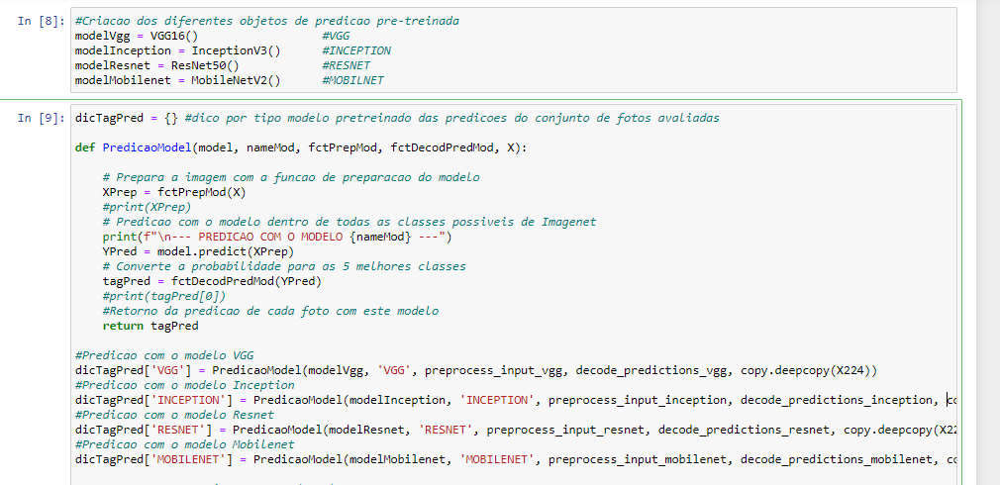 In [8]: #Criacao dos diferentes objetos de predicao pre-treinada
modelVgg = VGG16() #VGG
modelInception = InceptionV3() #INCEPTION
modelResnet = ResNet50() #RESNET
modelMobilenet = MobileNetV2() #MOBILNET
In [9]: dicTagPred = {} #dico por tipo modelo pretreinado das predicoes do conjunto de fotos avaliadas
def PredicaoModel(model, nameMod, fctPrepMod, fctDecodPredMod, X):
# Prepara a imagem com a funcao de preparacao do modelo
XPrep = fctPrepMod(X)
#print(XPrep)
# Predicao com o modelo dentro de todas as classes possiveis de Imagenet
print(f"\n--- PREDICAO COM O MODELO {nameMod} ---")
YPred = model.predict(XPrep)
# Converte a probabilidade para as 5 melhores classes
tagPred = fctDecodPredMod(YPred)
#print(tagPred[0])
#Retorno da predicao de cada foto com este modelo
return tagPred
#Predicao com o modelo VGG
dicTagPred['VGG'] = PredicaoModel(modelVgg, 'VGG', preprocess_input_vgg, decode_predictions_vgg, copy.deepcopy(X224))
#Predicao com o modelo Inception
dicTagPred['INCEPTION'] = PredicaoModel(modelInception, 'INCEPTION', preprocess_input_inception, decode_predictions_inception, co
#Predicao com o modelo Resnet
dicTagPred['RESNET'] = PredicaoModel(modelResnet, 'RESNET', preprocess_input_resnet, decode_predictions_resnet, copy.deepcopy(X22
#Predicao com o modelo Mobilenet
dicTagPred['MOBILENET'] = PredicaoModel(modelMobilenet, 'MOBILENET', preprocess_input_mobilenet, decode_predictions_mobilenet, co